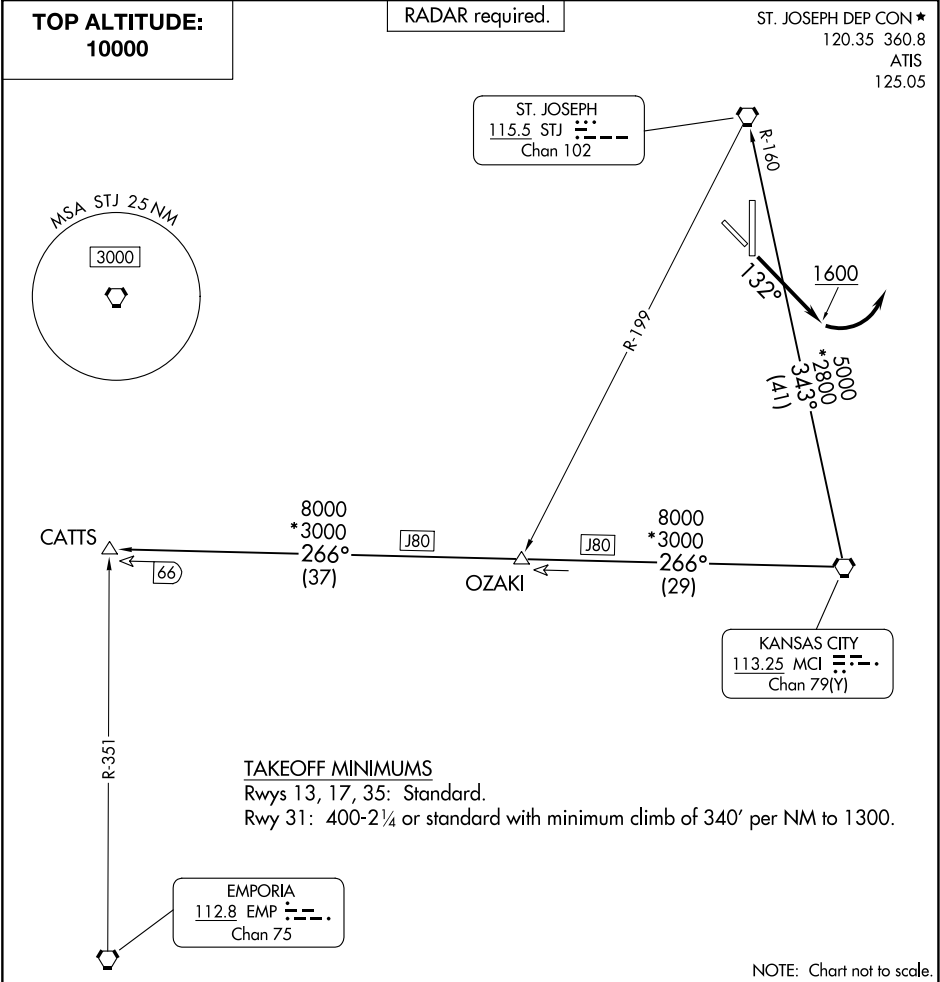 TOP ALTITUDE:
10000
RADAR required.
ST. JOSEPH DEP CON ★
120.35 360.8
ATIS
125.05
ST. JOSEPH
115.5 STJ
Chan 102
R-160
MSA STJ 25 NM
3000
132°
1600
R-199
5000
*2800
343°
(41)
CATTS
66
8000
*3000
266°
(37)
J80
OZAKI
J80
8000
*3000
266°
(29)
KANSAS CITY
113.25 MCI
Chan 79(Y)
R-351
TAKEOFF MINIMUMS
Rwys 13, 17, 35: Standard.
Rwy 31: 400-2¼ or standard with minimum climb of 340' per NM to 1300.
EMPORIA
112.8 EMP
Chan 75
NOTE: Chart not to scale.